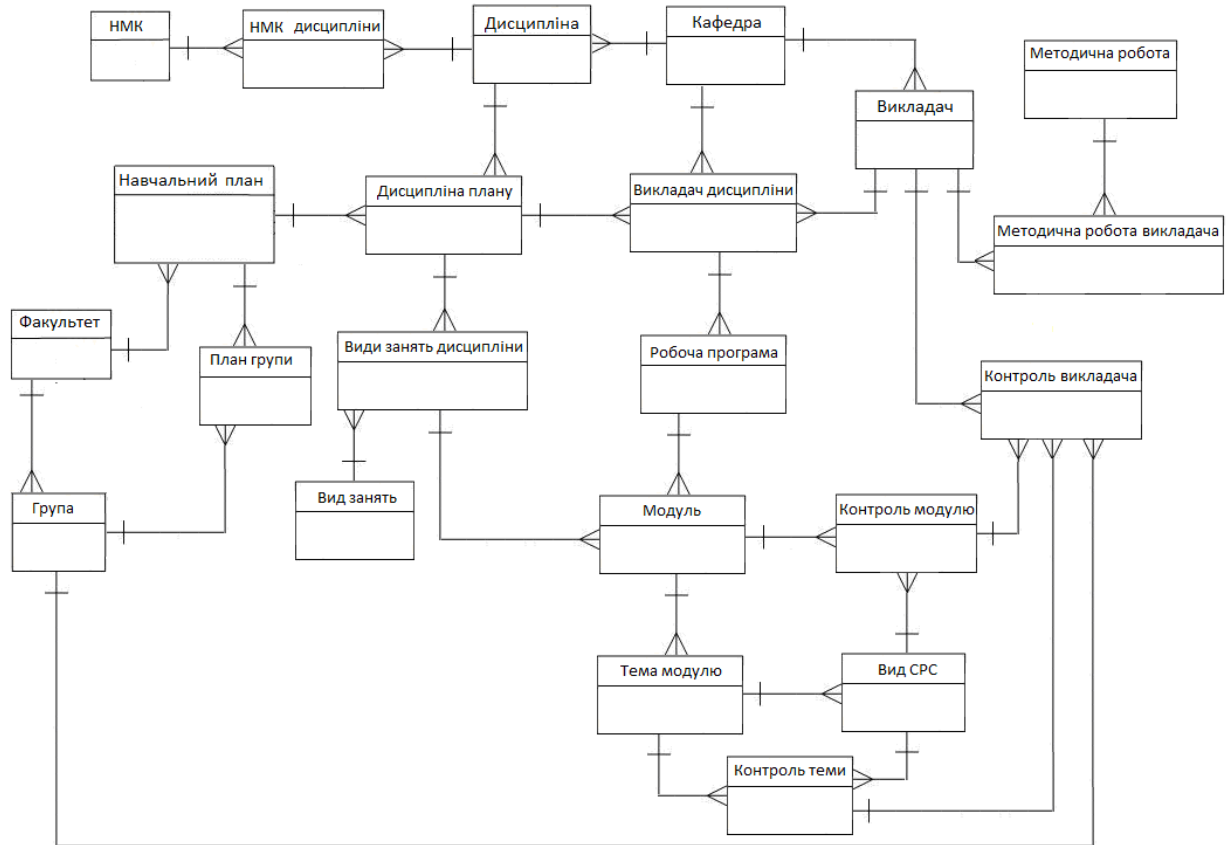 НМК
НМК дисципліни
Дисципліна
Кафедра
Методична робота
Викладач
Навчальний план
Дисципліна плану
Викладач дисципліни
Методична робота викладача
Факультет
План групи
Види занять дисципліни
Робоча програма
Контроль викладача
Група
Вид занять
Модуль
Контроль модулю
Тема модулю
Вид СРС
Контроль теми